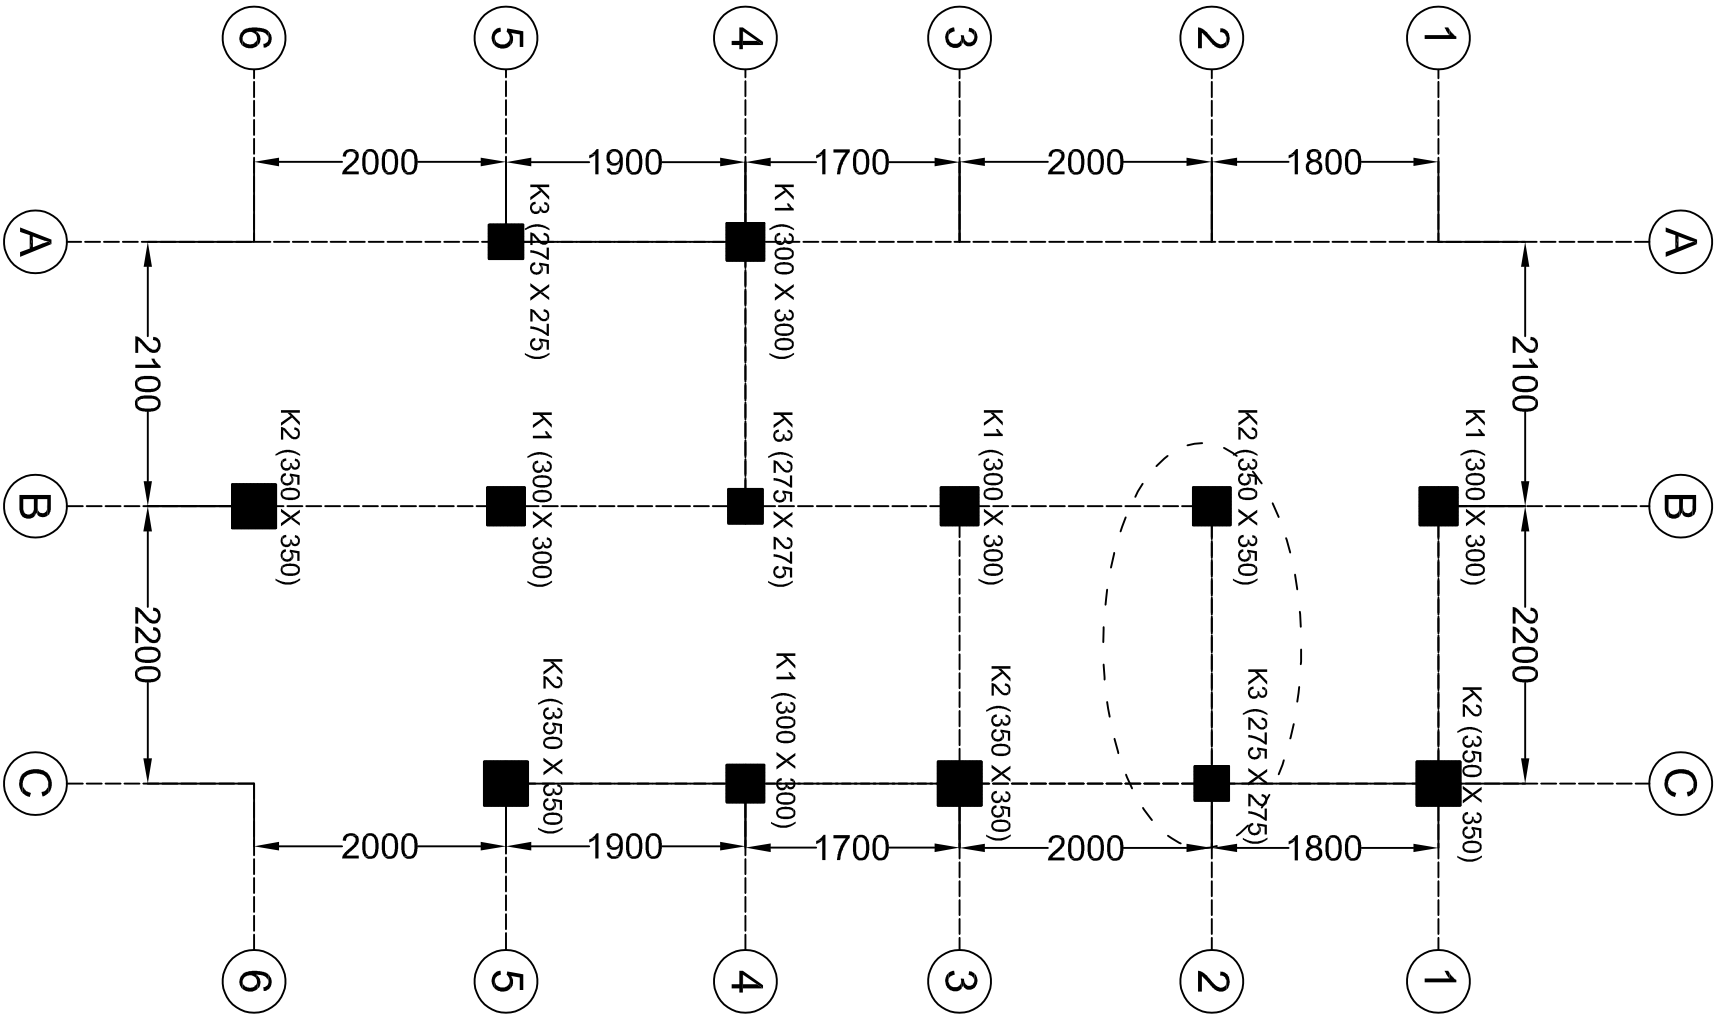 6
5
4
3
2
1
2000
1900
1700
2000
1800
A
A
K3 (275 X 275)
K1 (300 X 300)
2100
2100
K2 (350 X 350)
K1 (300 X 300)
K3 (275 X 275)
K1 (300 X 300)
K2 (350 X 350)
K1 (300 X 300)
B
B
2200
2200
K2 (350 X 350)
K1 (300 X 300)
K2 (350 X 350)
K3 (275 X 275)
K2 (350 X 350)
C
C
2000
1900
1700
2000
1800
6
5
4
3
2
1